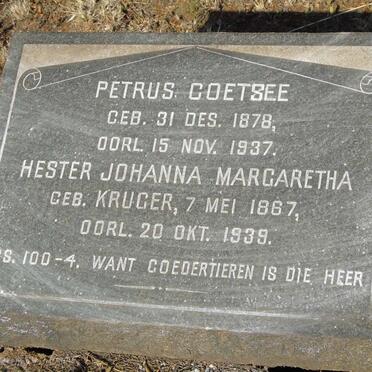 PETRUS COETSEE
GEB. 31 DES. 1878,
OORL. 15 NOV. 1937.
HESTER JOHANNA MARGARETHA
GEB. KRUGER, 7 MEI 1867,
OORL. 20 OKT. 1939.
PS. 100-4. WANT GOEDERTIEREN IS DIE HEER